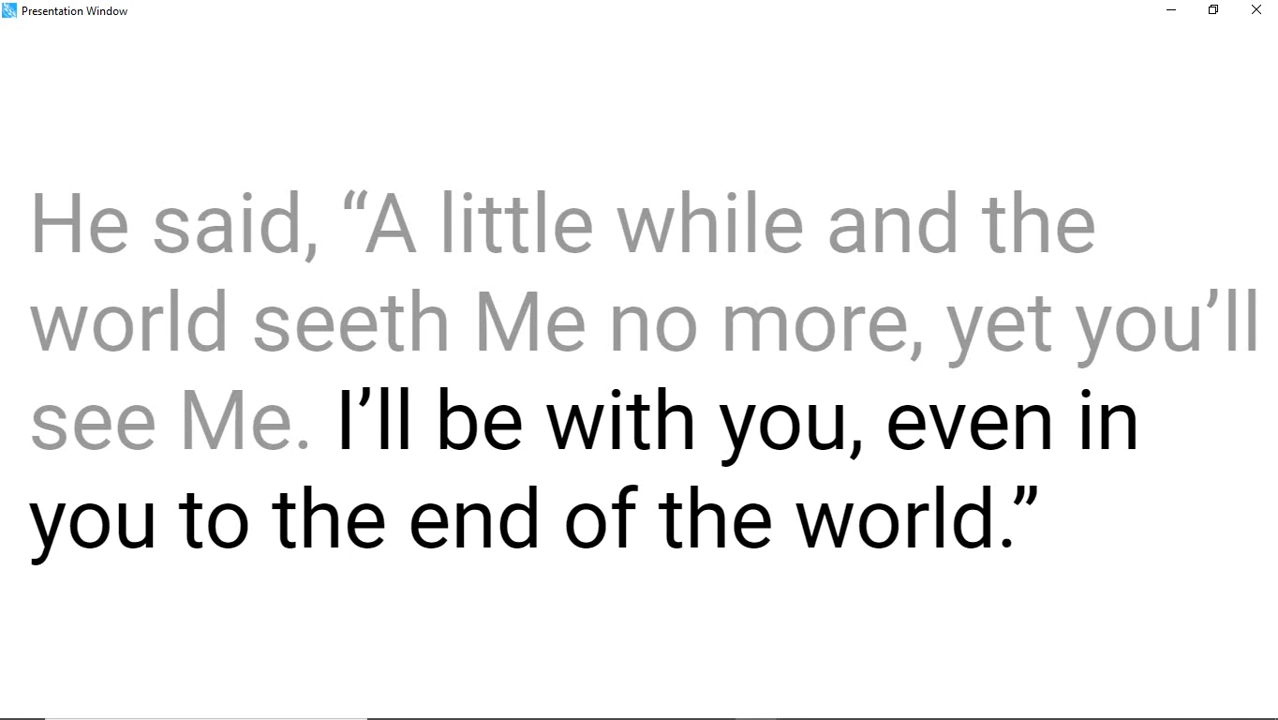 Presentation Window
He said, “A little while and the
world seeth Me no more, yet you’ll
see Me. I’ll be with you, even in
you to the end of the world.”